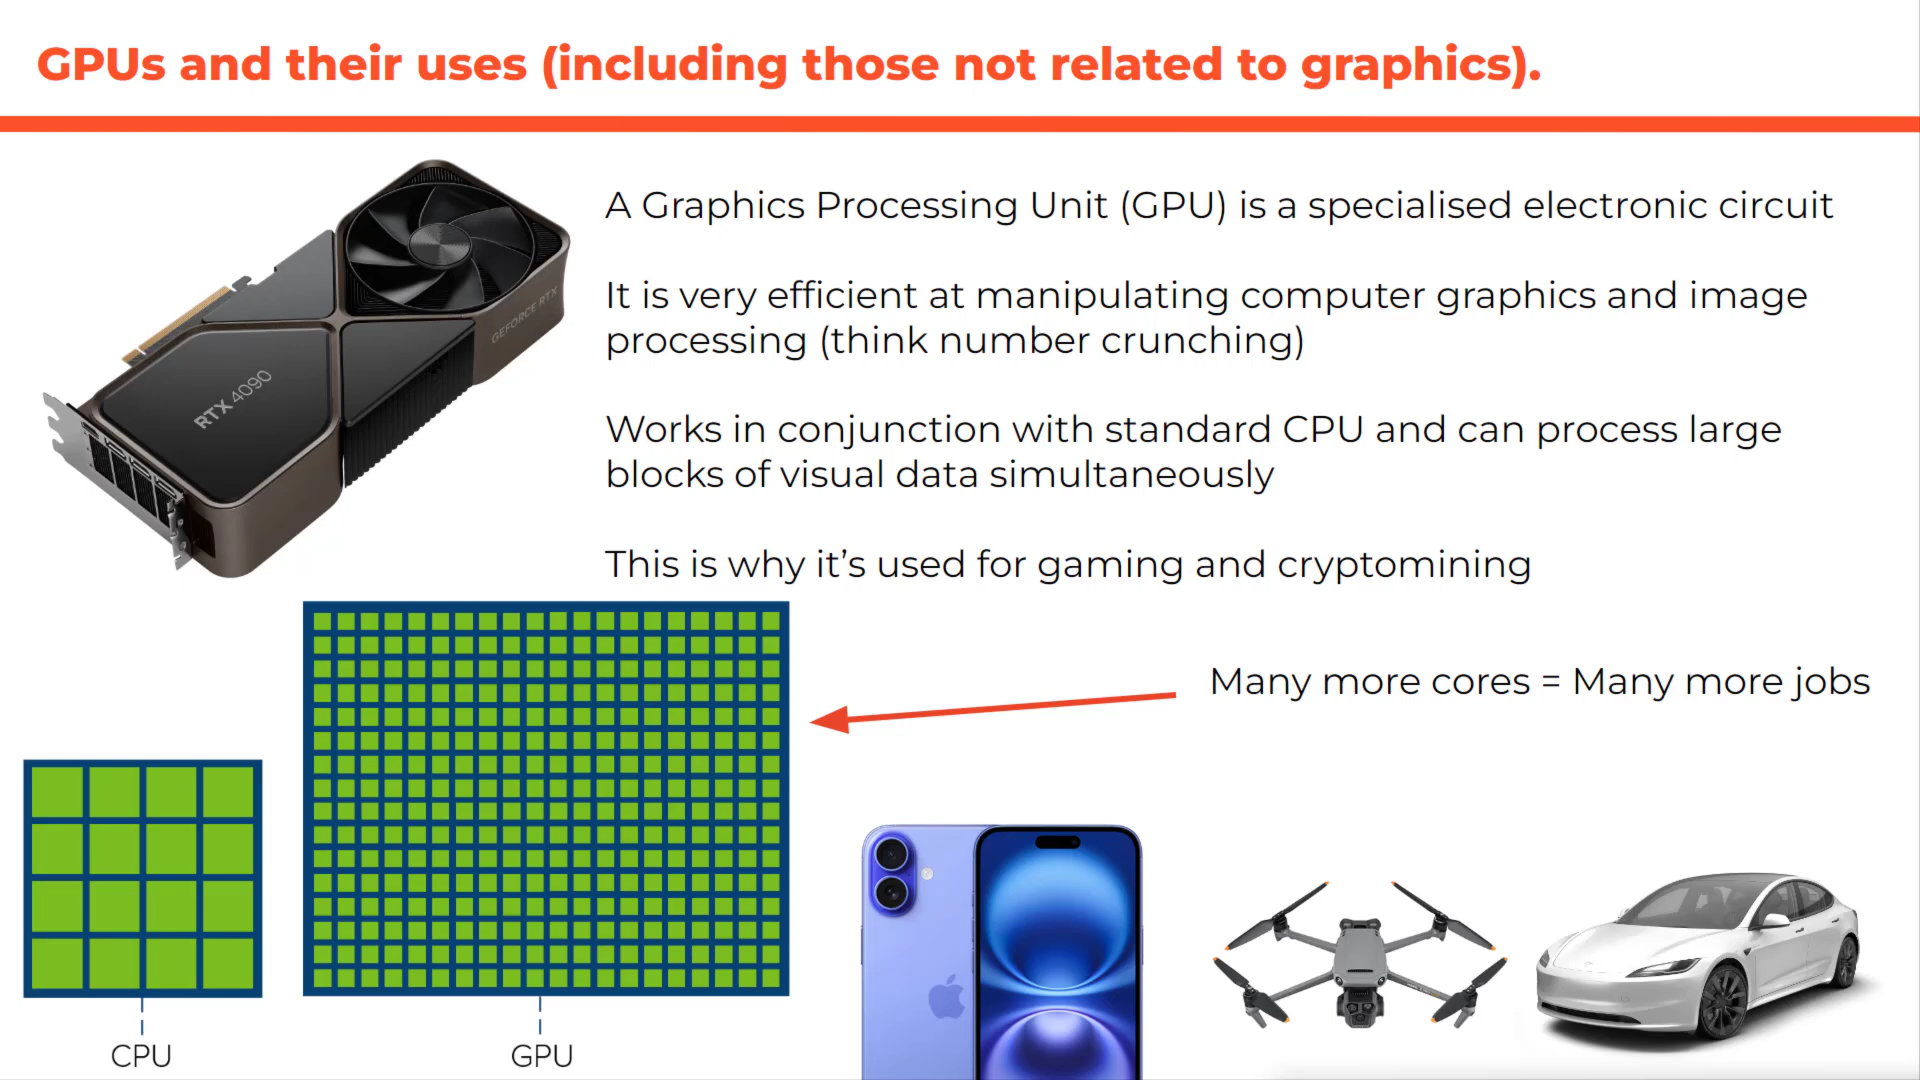 GPUs and their uses (including those not related to graphics).
A Graphics Processing Unit (GPU) is a specialised electronic circuit
It is very efficient at manipulating computer graphics and image
processing (think number crunching)
Works in conjunction with standard CPU and can process large
blocks of visual data simultaneously
This is why it’s used for gaming and cryptomining
RTX 4090
GEFORCE RTX
Many more cores = Many more jobs
CPU
GPU